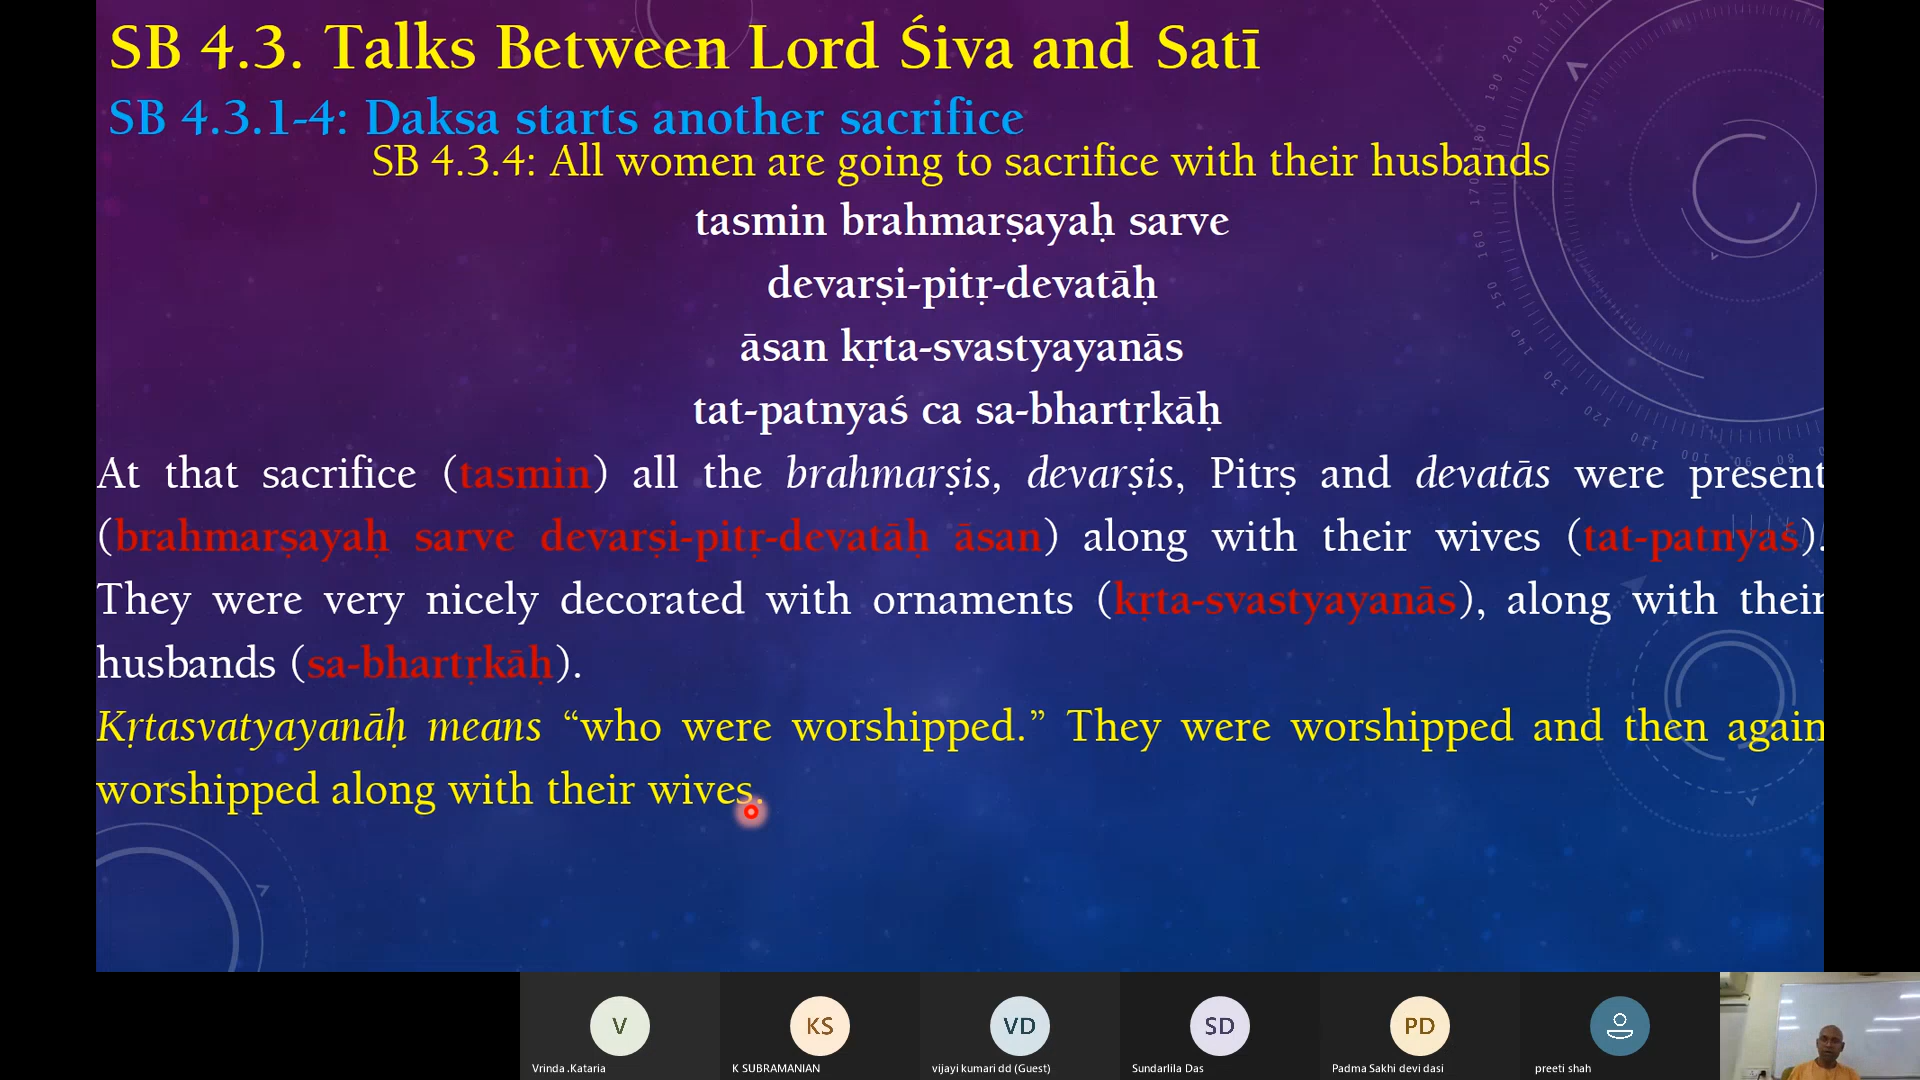 SB 4.3. Talks Between Lord Śiva and Satī
SB 4.3.1-4: Daksa starts another sacrifice
SB 4.3.4: All women are going to sacrifice with their husbands
tasmin brahmarṣayaḥ sarve
devarṣi-pitṛ-devatāḥ
āsan kṛta-svastyayanās
tat-patnyaś ca sa-bhartṛkāḥ
At that sacrifice (tasmin) all the brahmarṣis, devarṣis, Pitrṣ and devatās were present
(brahmarṣayaḥ sarve devarṣi-pitṛ-devatāḥ āsan) along with their wives (tat-patnyaś).
They were very nicely decorated with ornaments (kṛta-svastyayanās), along with their
husbands (sa-bhartṛkāḥ).
Kṛtasvatyayanāḥ means “who were worshipped.” They were worshipped and then again
worshipped along with their wives.
V
KS
VD
SD
PD
Vrinda .Kataria
K SUBRAMANIAN
vijayi kumari dd (Guest)
Sundarlila Das
Padma Sakhi devi dasi
preeti shah